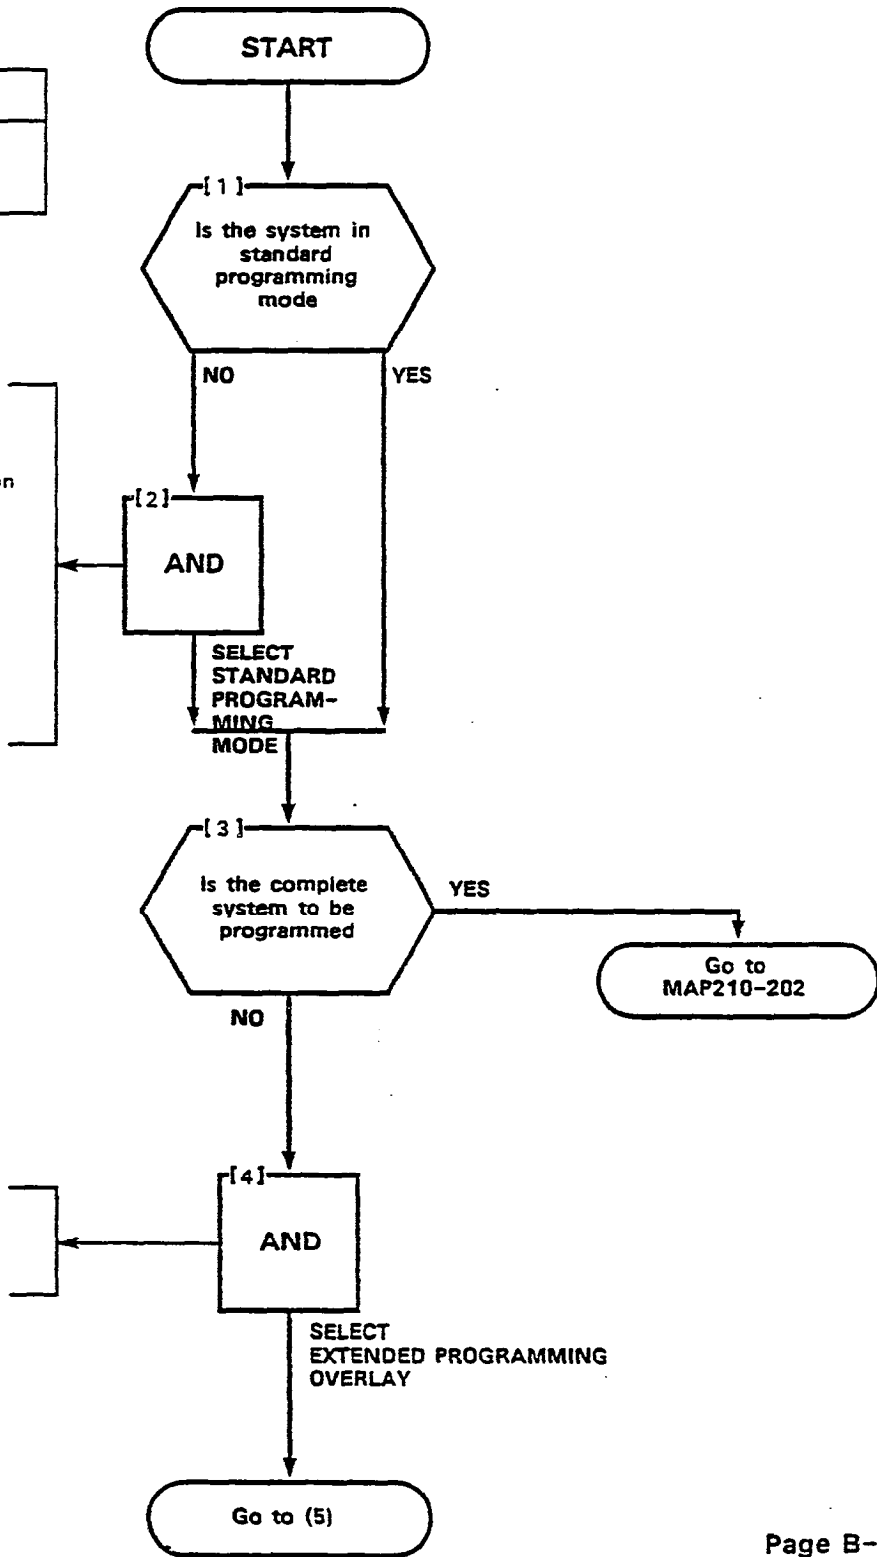 START
[1]
Is the system in
standard
programming
mode
NO
YES
[2]
AND
SELECT
STANDARD
PROGRAM-
MING
MODE
[3]
Is the complete
system to be
programmed
YES
Go to
MAP210-202
NO
[4]
AND
SELECT
EXTENDED PROGRAMMING
OVERLAY
Go to (5)
Page B-